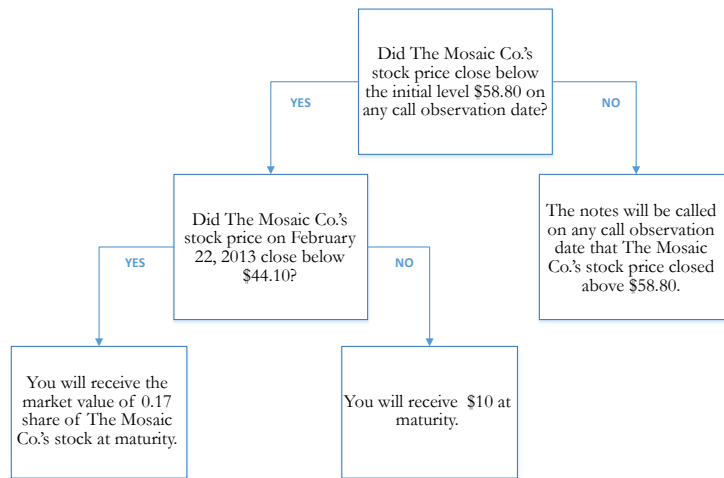 Did The Mosaic Co.'s
stock price close below
the initial level $58.80 on
any call observation date?
YES
NO
Did The Mosaic Co.'s
stock price on February
22, 2013 close below
$44.10?
The notes will be called
on any call observation
date that The Mosaic
Co.'s stock price closed
above $58.80.
YES
NO
You will receive the
market value of 0.17
share of The Mosaic
Co.'s stock at maturity.
You will receive $10 at
maturity.